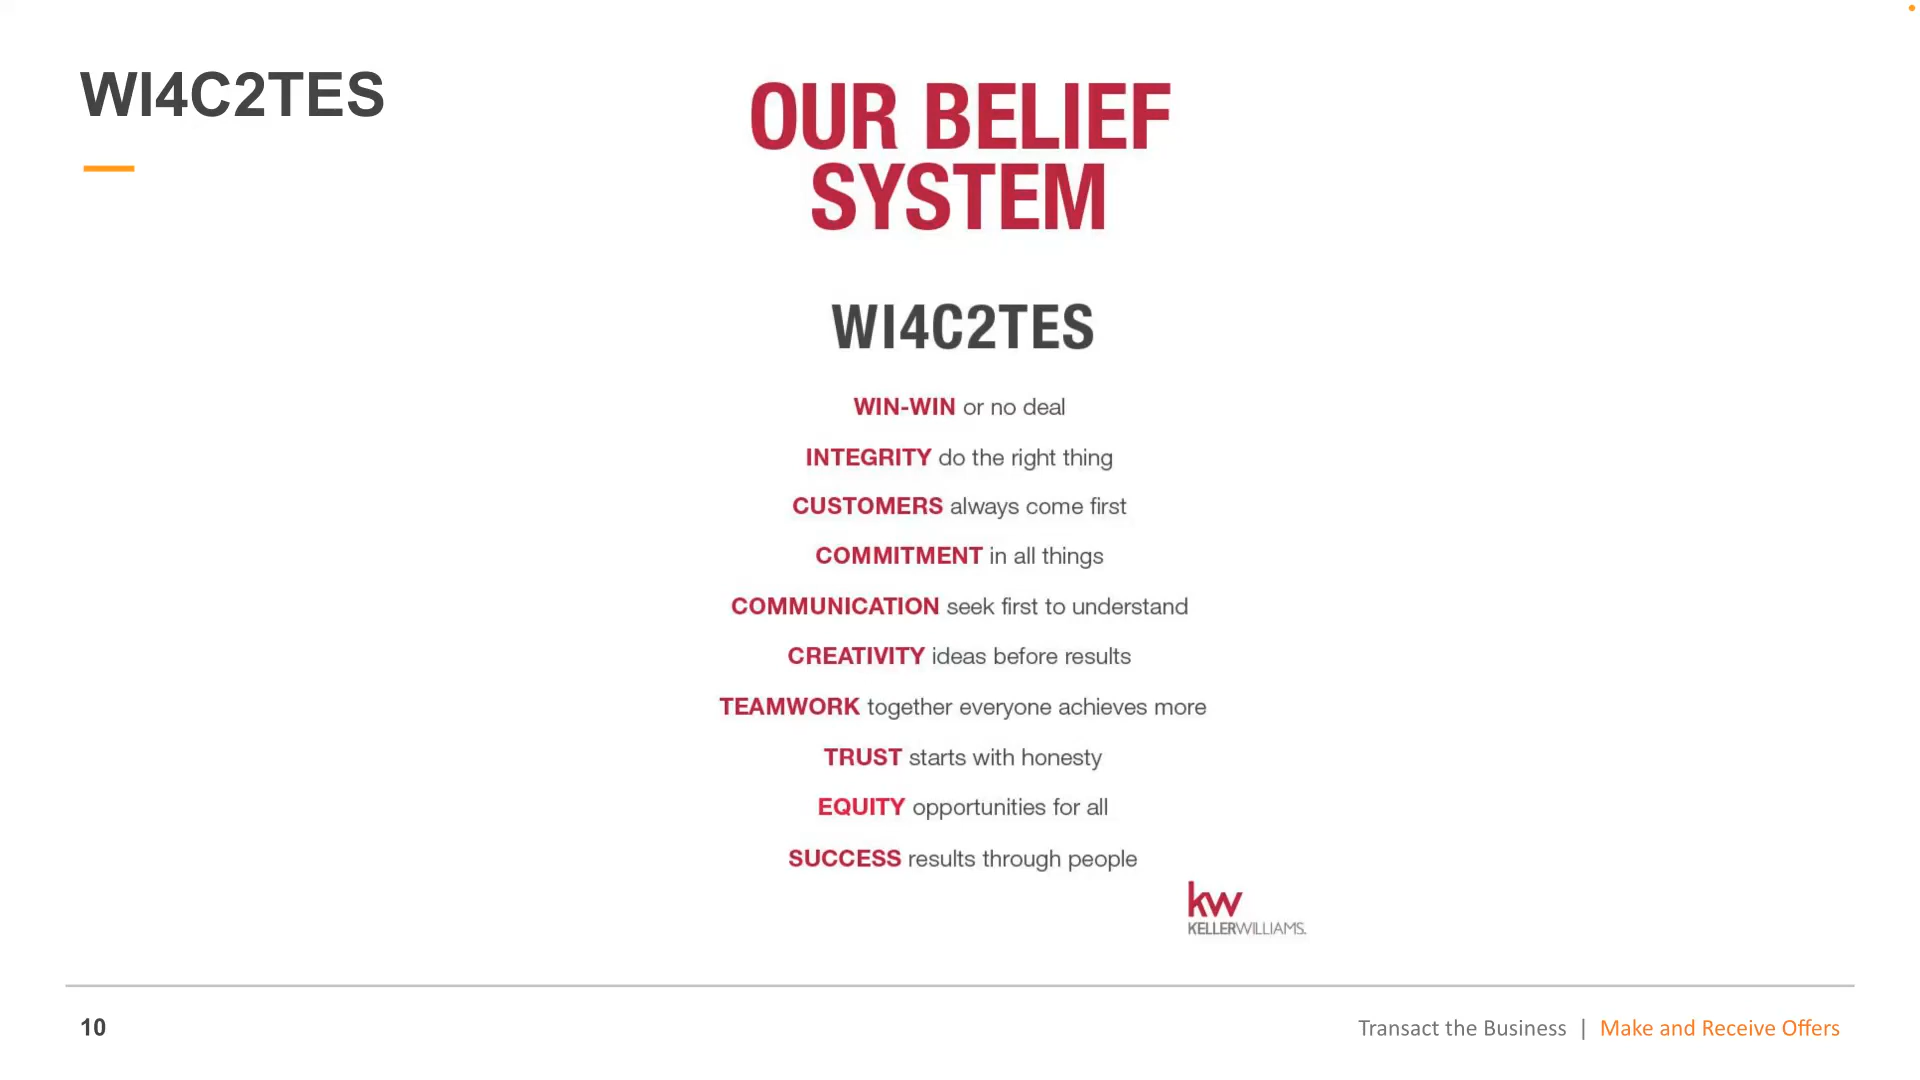 WI4C2TES
OUR BELIEF
SYSTEM
WI4C2TES
WIN-WIN or no deal
INTEGRITY do the right thing
CUSTOMERS always come first
COMMITMENT in all things
COMMUNICATION seek first to understand
CREATIVITY ideas before results
TEAMWORK together everyone achieves more
TRUST starts with honesty
EQUITY opportunities for all
SUCCESS results through people
kw
KELLERWILLIAMS.
10
Transact the Business | Make and Receive Offers